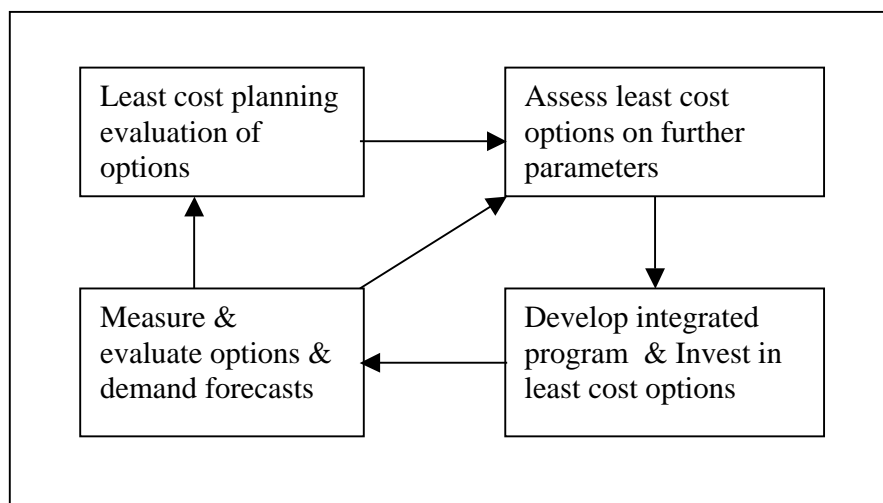 Least cost planning
evaluation of
options
Assess least cost
options on further
parameters
Measure &
evaluate options &
demand forecasts
Develop integrated
program & Invest in
least cost options